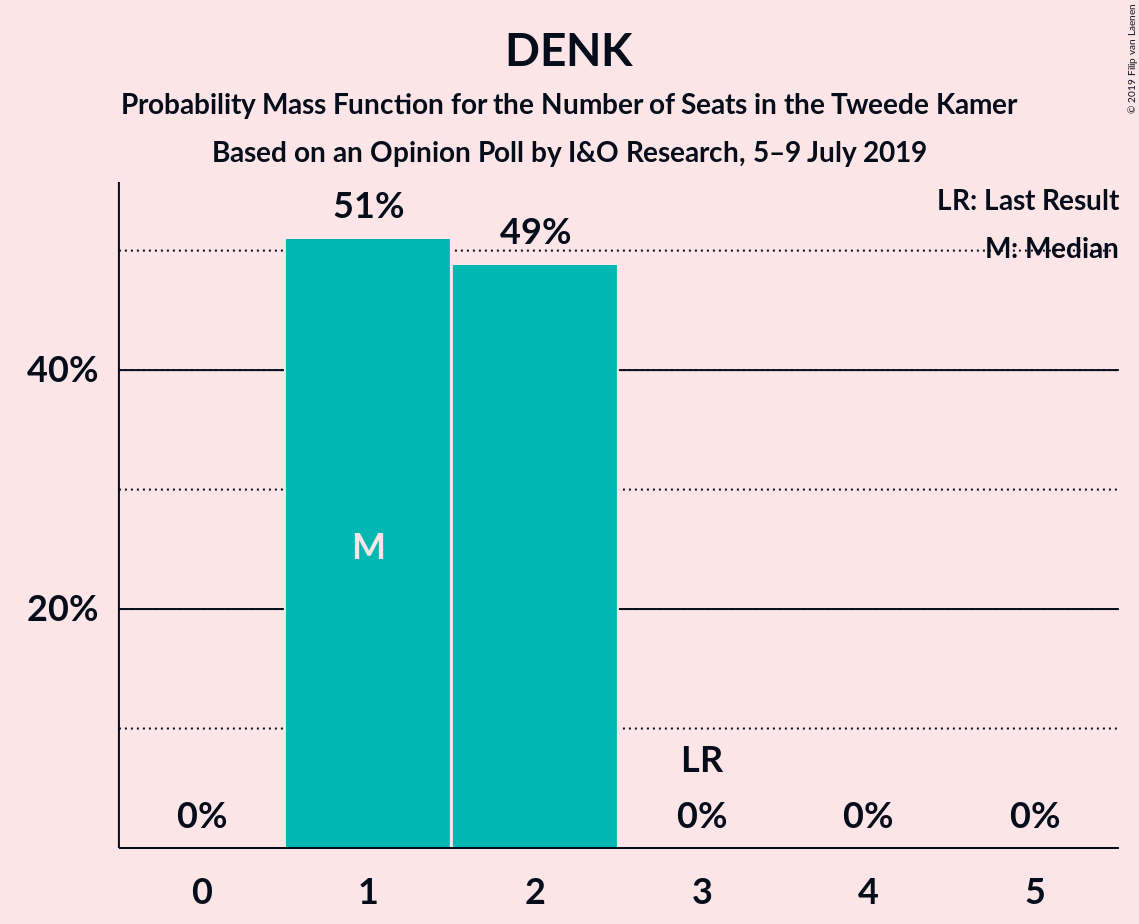 DENK
Probability Mass Function for the Number of Seats in the Tweede Kamer
Based on an Opinion Poll by I&O Research, 5–9 July 2019
© 2019 Filip van Laenen
LR: Last Result
M: Median
51%
49%
40%
20%
M
LR
0%
0%
0%
0%
0
1
2
3
4
5